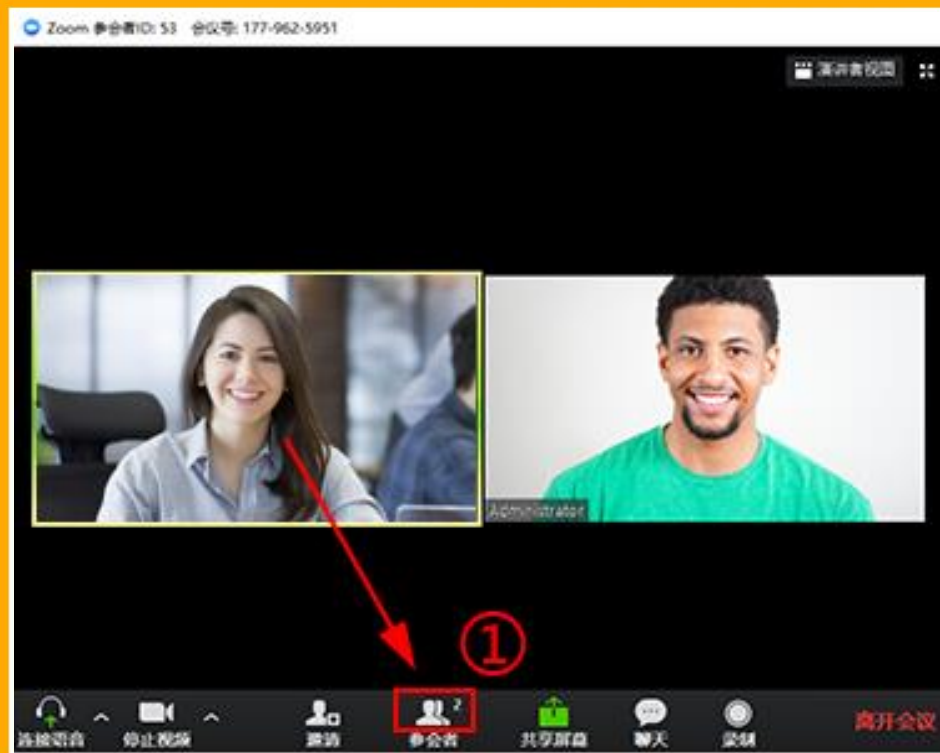 Zoom 参会者ID: 53 会议号: 177-962-5951
演讲者视图
Administrator
①
2
连接语音 停止视频 邀请 参会者 共享屏幕 聊天 录制 离开会议